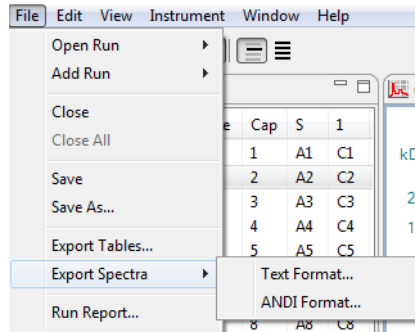 File Edit View Instrument Window Help
Open Run
Add Run
Close
Close All
Save
Save As...
Export Tables...
Export Spectra
Run Report...
Text Format...
ANDI Format...
e Cap S 1
1 A1 C1
2 A2 C2
3 A3 C3
4 A4 C4
5 A5 C5
8 A8 C8
kD
2
1